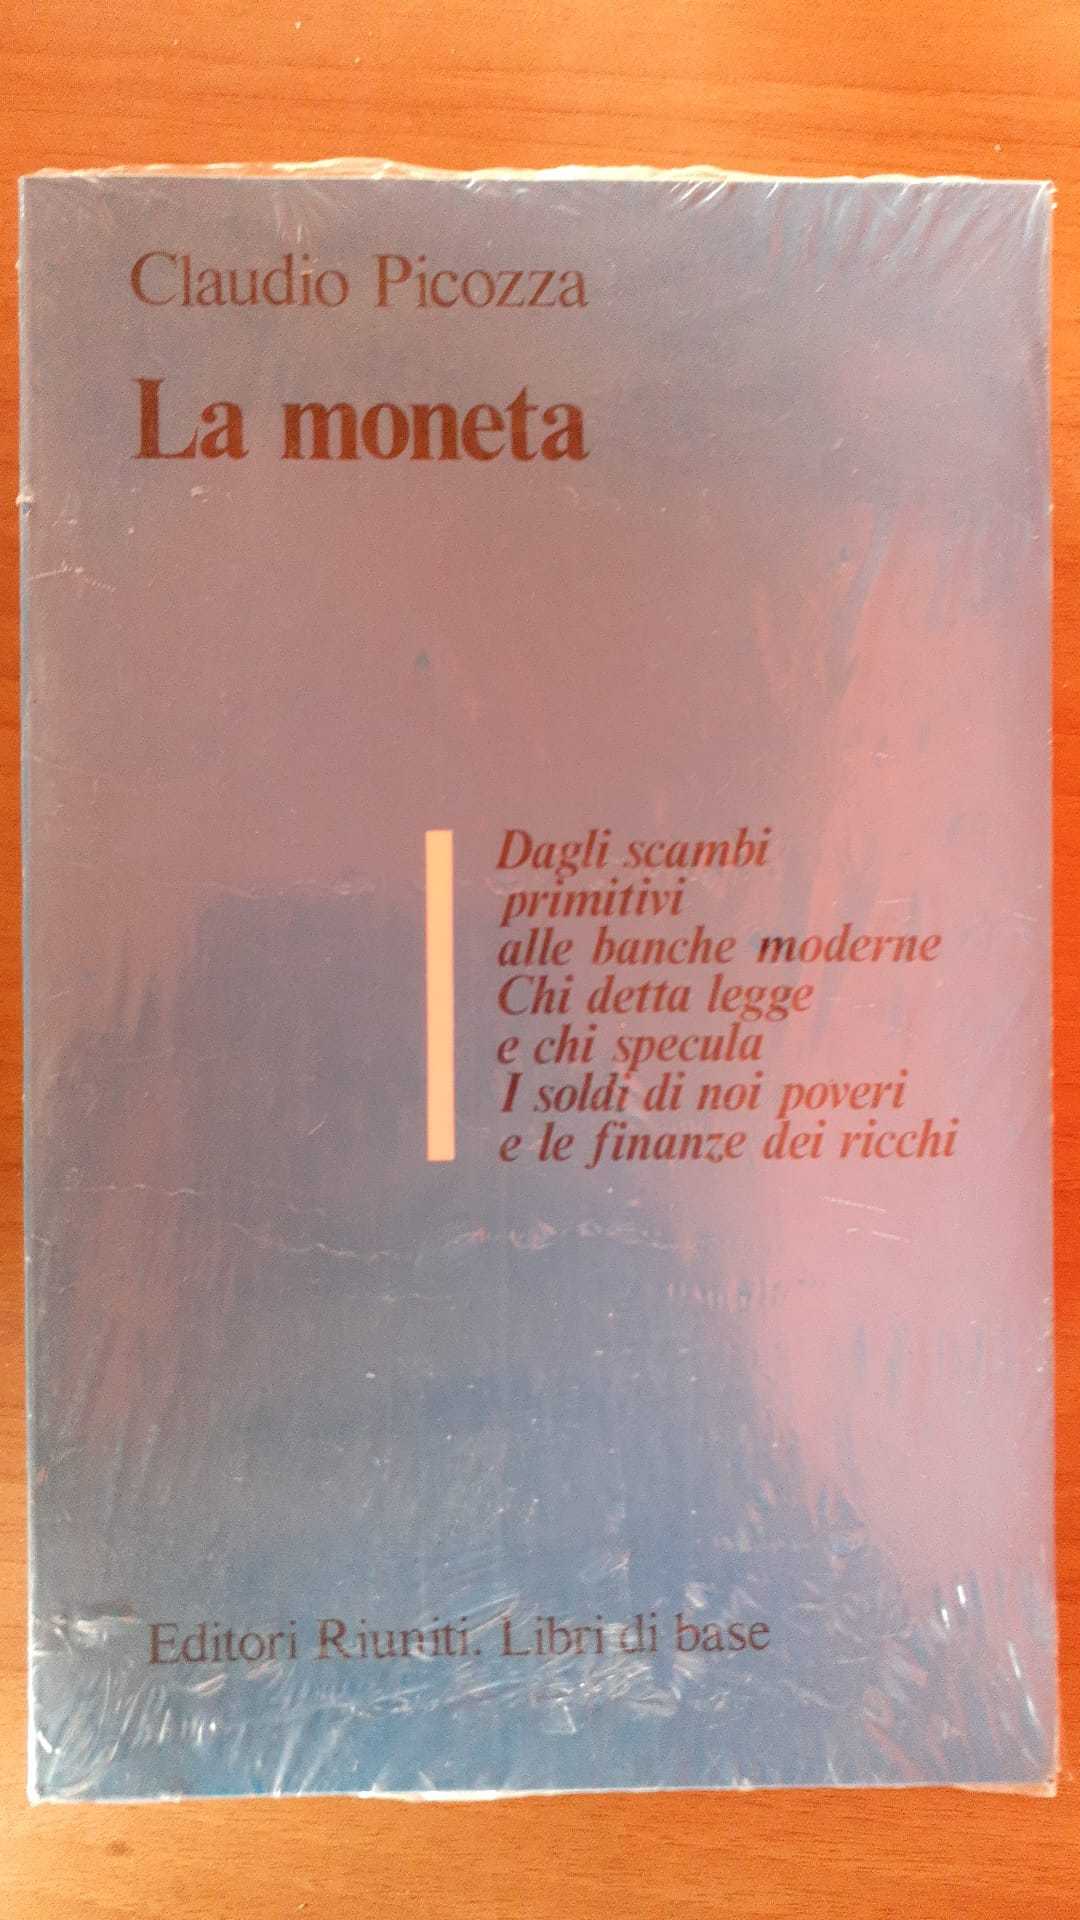 Claudio Picozza
La moneta
Dagli scambi
primitivi
alle banche moderne
Chi detta legge
e chi specula
I soldi di noi poveri
e le finanze dei ricchi
Editori Riuniti. Libri di base